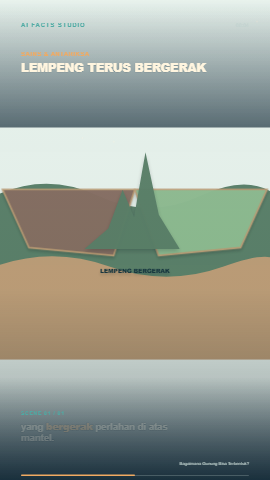 AI FACTS STUDIO
LEMPENG TERUS BERGERAK
LEMPENG BERGERAK
yang bergerak perlahan di atas
mantel.
Bagaimana Gunung Bisa Terbentuk?